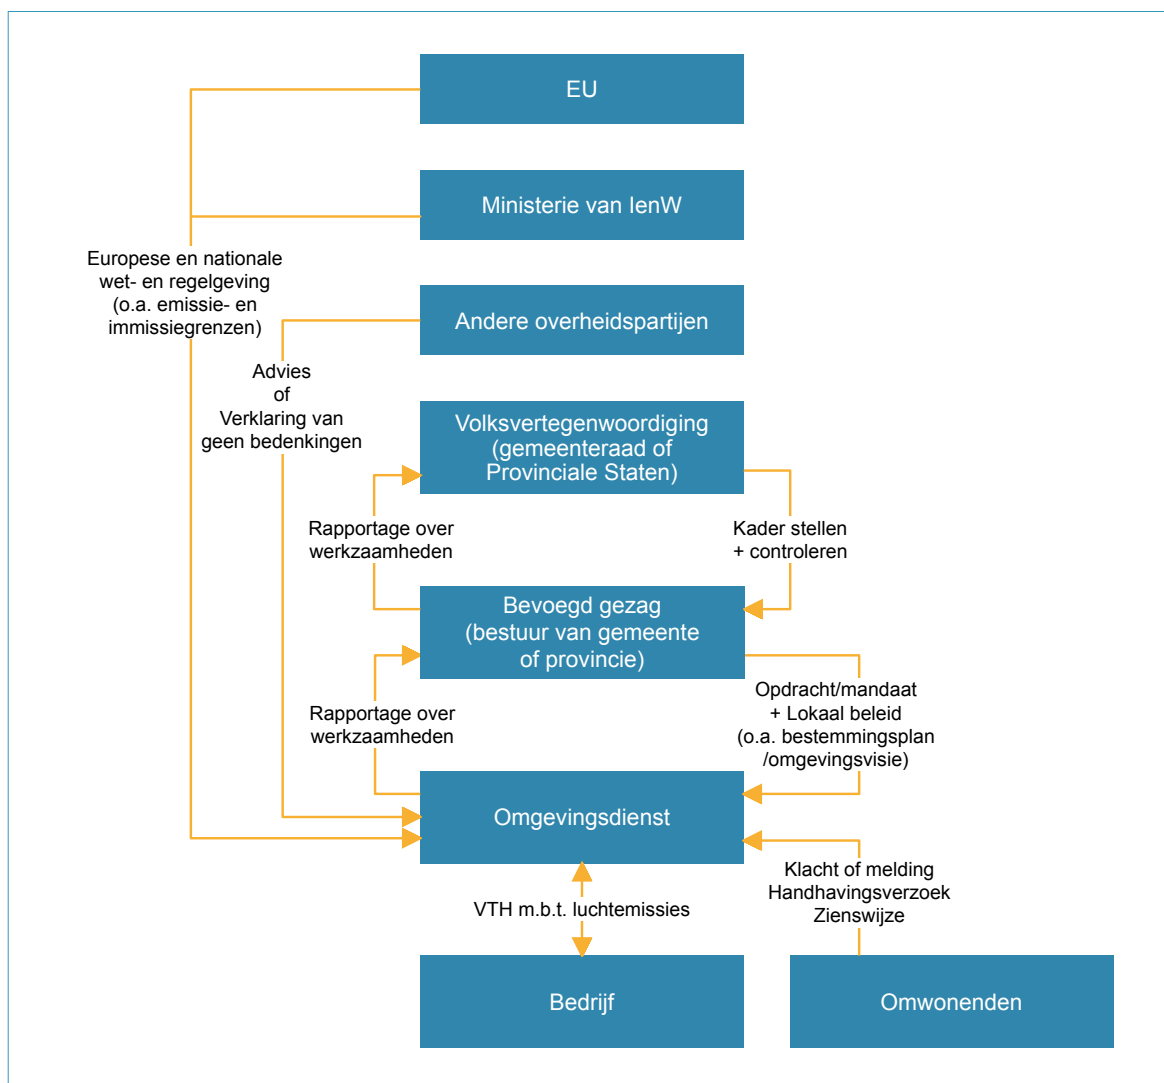 EU
Ministerie van IenW
Europese en nationale
wet- en regelgeving
(o.a. emissie- en
immissiegrenzen)
Andere overheidspartijen
Advies
of
Verklaring van
geen bedenkingen
Volksvertegenwoordiging
(gemeenteraad of
Provinciale Staten)
Rapportage over
werkzaamheden
Kader stellen
+ controleren
Bevoegd gezag
(bestuur van gemeente
of provincie)
Rapportage over
werkzaamheden
Opdracht/mandaat
+ Lokaal beleid
(o.a. bestemmingsplan
/omgevingsvisie)
Omgevingsdienst
Klacht of melding
Handhavingsverzoek
Zienswijze
VTH m.b.t. luchtemissies
Bedrijf
Omwonenden